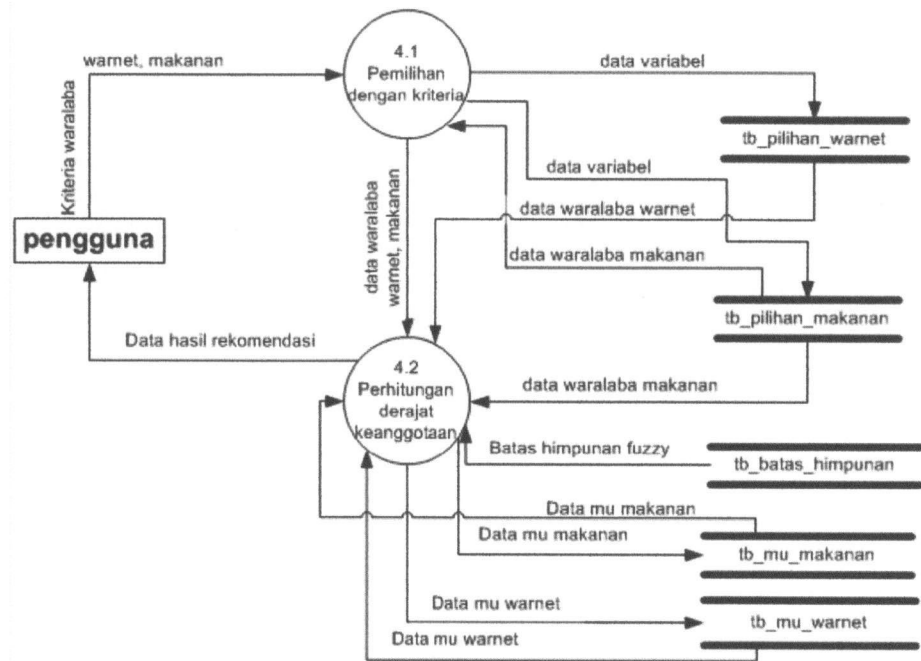 4.1
Pemilihan
dengan kriteria
warnet, makanan
Kriteria waralaba
data variabel
tb_pilihan_warnet
data variabel
data waralaba warnet
data waralaba makanan
pengguna
data waralaba
warnet, makanan
tb_pilihan_makanan
Data hasil rekomendasi
4.2
Perhitungan
derajat
keanggotaan
data waralaba makanan
Batas himpunan fuzzy
tb_batas_himpunan
Data mu makanan
Data mu makanan
tb_mu_makanan
Data mu warnet
tb_mu_warnet
Data mu warnet